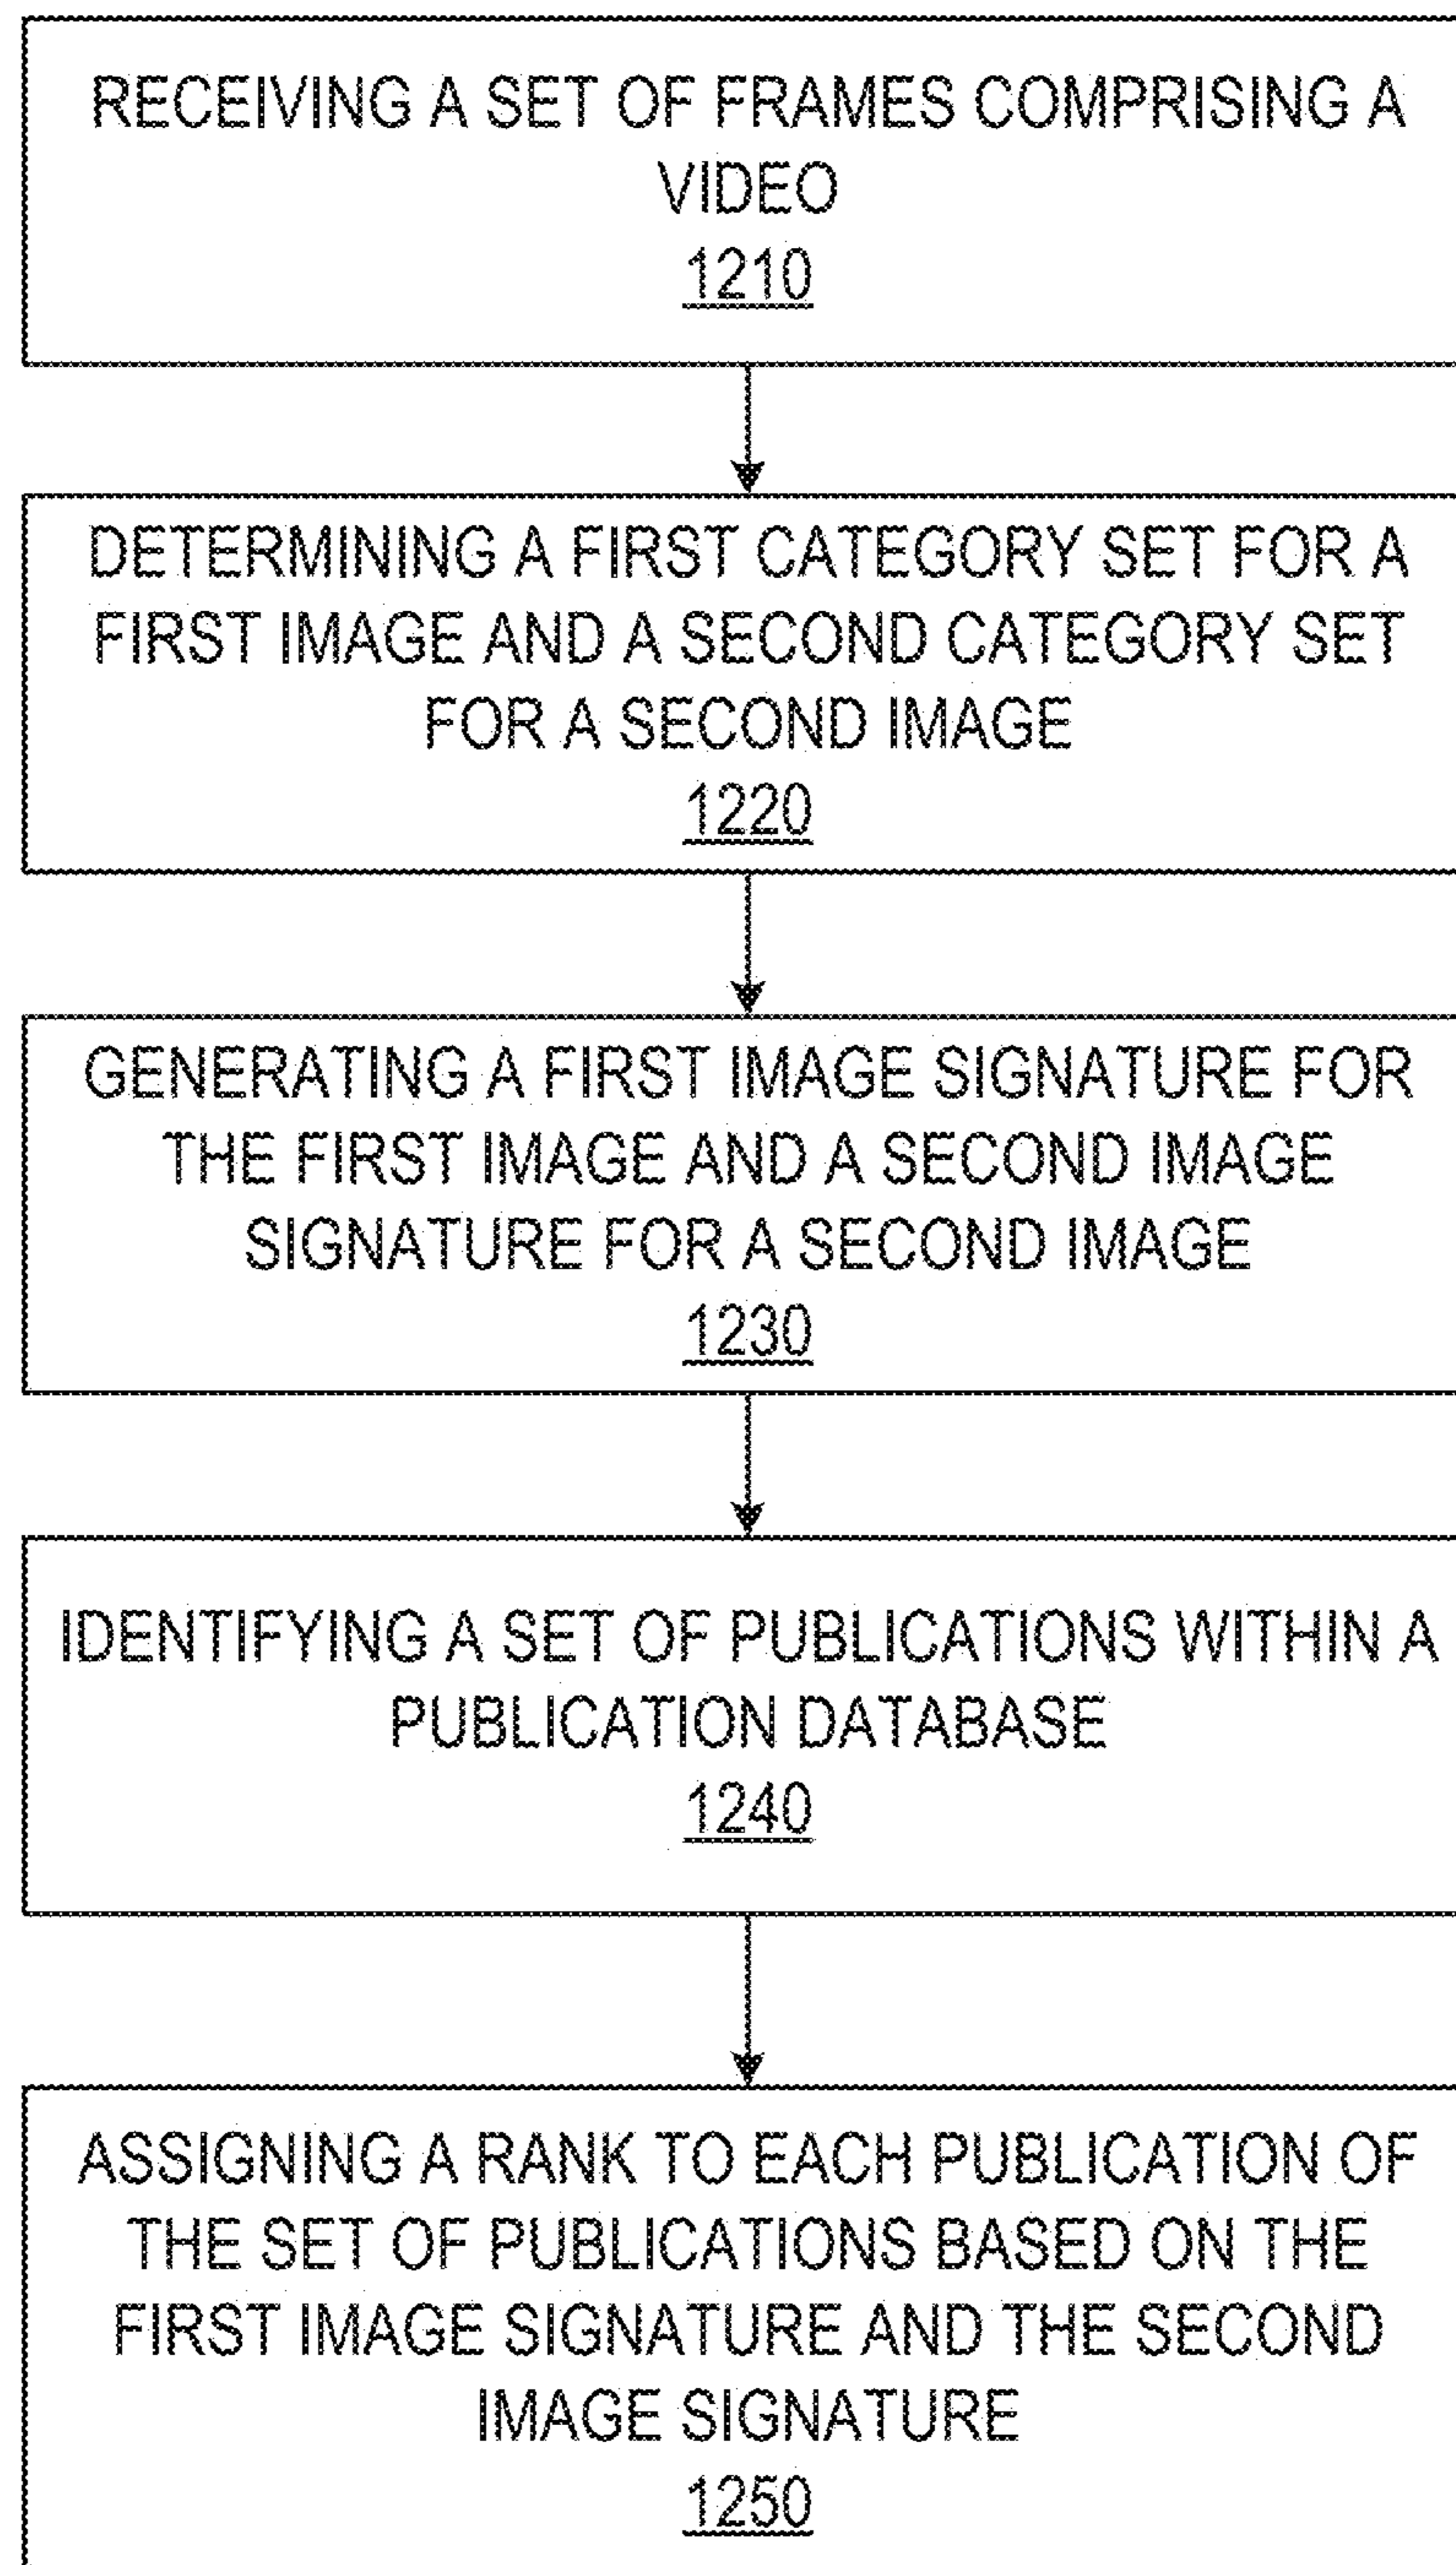 RECEIVING A SET OF FRAMES COMPRISING A
VIDEO
1210
DETERMINING A FIRST CATEGORY SET FOR A
FIRST IMAGE AND A SECOND CATEGORY SET
FOR A SECOND IMAGE
1220
GENERATING A FIRST IMAGE SIGNATURE FOR
THE FIRST IMAGE AND A SECOND IMAGE
SIGNATURE FOR A SECOND IMAGE
1230
IDENTIFYING A SET OF PUBLICATIONS WITHIN A
PUBLICATION DATABASE
1240
ASSIGNING A RANK TO EACH PUBLICATION OF
THE SET OF PUBLICATIONS BASED ON THE
FIRST IMAGE SIGNATURE AND THE SECOND
IMAGE SIGNATURE
1250